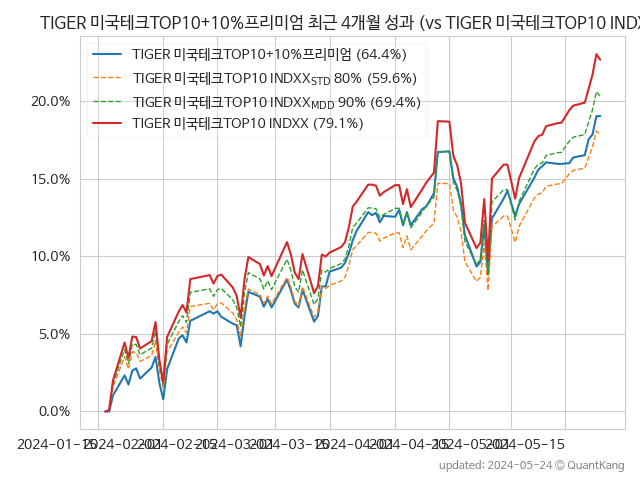 TIGER 미국테크TOP10+10%프리미엄 최근 4개월 성과 (vs TIGER 미국테크TOP10 INDX
TIGER 미국테크TOP10+10%프리미엄 (64.4%)
TIGER 미국테크TOP10 INDXX_STD 80% (59.6%)
TIGER 미국테크TOP10 INDXX_MDD 90% (69.4%)
TIGER 미국테크TOP10 INDXX (79.1%)
20.0%
15.0%
10.0%
5.0%
0.0%
2024-01-15 2024-02-01 2024-02-15 2024-03-01 2024-03-15 2024-04-01 2024-04-15 2024-05-01 2024-05-15
updated: 2024-05-24 © QuantKang